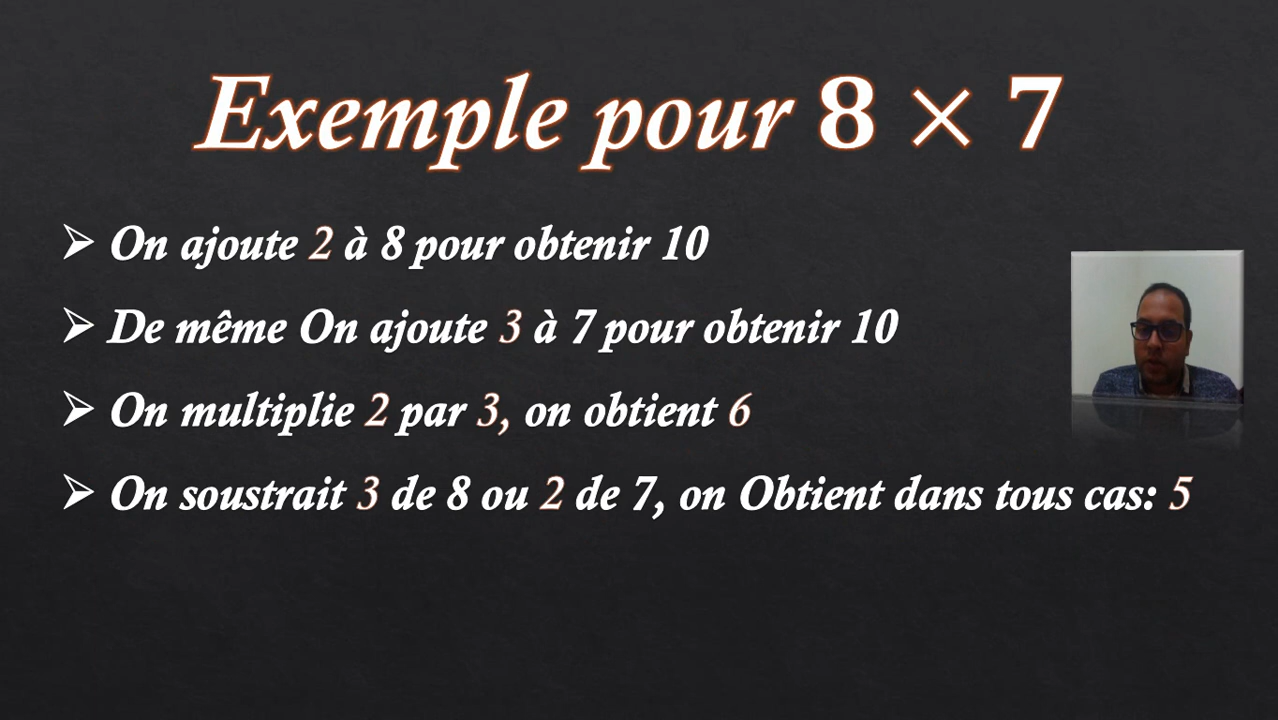 Exemple pour 8 × 7
➢ On ajoute 2 à 8 pour obtenir 10
➢ De même On ajoute 3 à 7 pour obtenir 10
➢ On multiplie 2 par 3, on obtient 6
➢ On soustrait 3 de 8 ou 2 de 7, on Obtient dans tous cas: 5